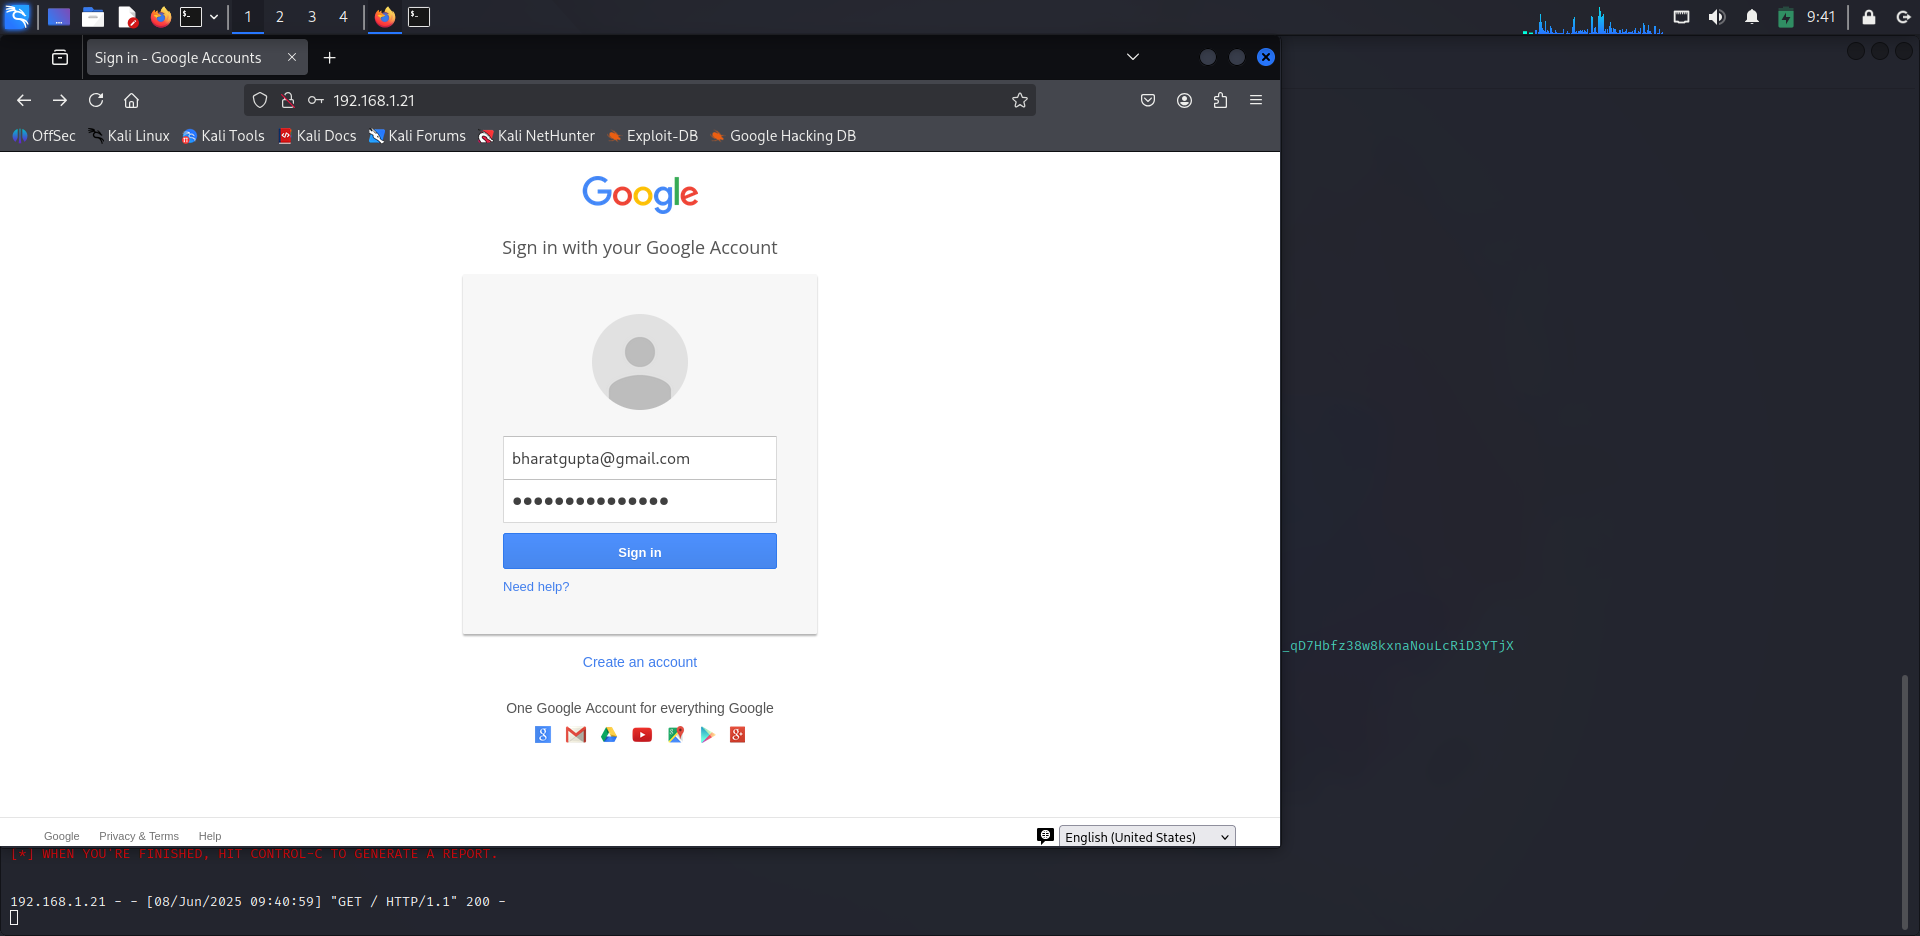 1 2 3 4 9:41
Sign in - Google Accounts
192.168.1.21
OffSec Kali Linux Kali Tools Kali Docs Kali Forums Kali NetHunter Exploit-DB Google Hacking DB
Google
Sign in with your Google Account
bharatgupta@gmail.com
Sign in
Need help?
_qD7Hbfz38w8kxnaNouLcRiD3YTjX
Create an account
One Google Account for everything Google
Google Privacy & Terms Help English (United States)
[*] WHEN YOU'RE FINISHED, HIT CONTROL-C TO GENERATE A REPORT.
192.168.1.21 - - [08/Jun/2025 09:40:59] "GET / HTTP/1.1" 200 -